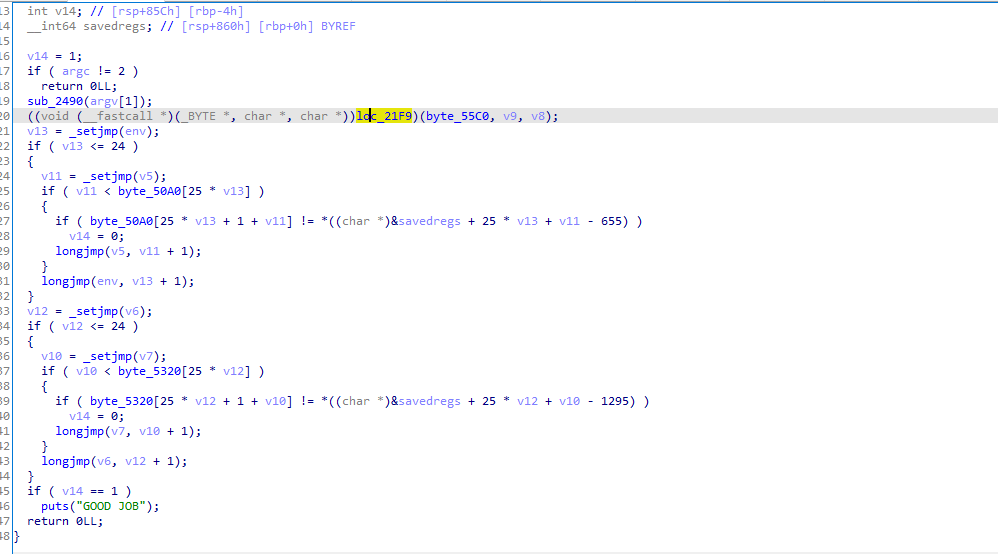 13 int v14; // [rsp+85Ch] [rbp-4h]
14 __int64 savedregs; // [rsp+860h] [rbp+0h] BYREF
15
16 v14 = 1;
17 if ( argc != 2 )
18 return 0LL;
19 sub_2490(argv[1]);
20 ((void (__fastcall *)(_BYTE *, char *, char *))loc_21F9)(byte_55C0, v9, v8);
21 v13 = _setjmp(env);
22 if ( v13 <= 24 )
23 {
24 v11 = _setjmp(v5);
25 if ( v11 < byte_50A0[25 * v13] )
26 {
27 if ( byte_50A0[25 * v13 + 1 + v11] != *((char *)&savedregs + 25 * v13 + v11 - 655) )
28 v14 = 0;
29 longjmp(v5, v11 + 1);
30 }
31 longjmp(env, v13 + 1);
32 }
33 v12 = _setjmp(v6);
34 if ( v12 <= 24 )
35 {
36 v10 = _setjmp(v7);
37 if ( v10 < byte_5320[25 * v12] )
38 {
39 if ( byte_5320[25 * v12 + 1 + v10] != *((char *)&savedregs + 25 * v12 + v10 - 1295) )
40 v14 = 0;
41 longjmp(v7, v10 + 1);
42 }
43 longjmp(v6, v12 + 1);
44 }
45 if ( v14 == 1 )
46 puts("GOOD JOB");
47 return 0LL;
48 }